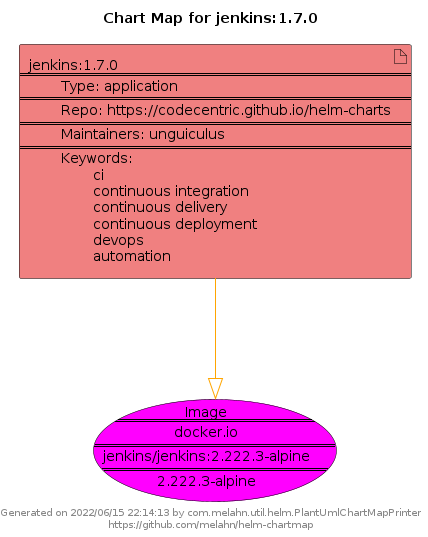 Chart Map for jenkins:1.7.0
jenkins:1.7.0
Type: application
Repo: https://codecentric.github.io/helm-charts
Maintainers: unguiculus
Keywords:
ci
continuous integration
continuous delivery
continuous deployment
devops
automation
Image
docker.io
jenkins/jenkins:2.222.3-alpine
2.222.3-alpine
Generated on 2022/06/15 22:14:13 by com.melahn.util.helm.PlantUmlChartMapPrinter
https://github.com/melahn/helm-chartmap